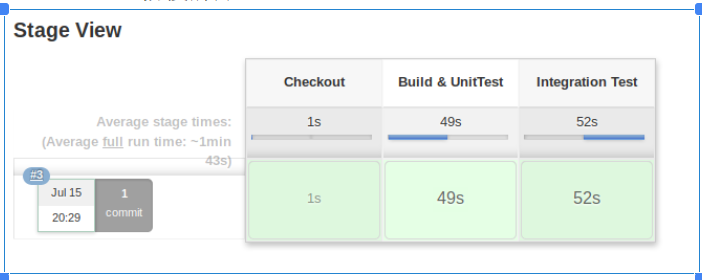 Stage View
Checkout
Build & UnitTest
Integration Test
Average stage times:
1s
49s
52s
(Average full run time: ~1min
43s)
#3
Jul 15
1
commit
20:29
1s
49s
52s